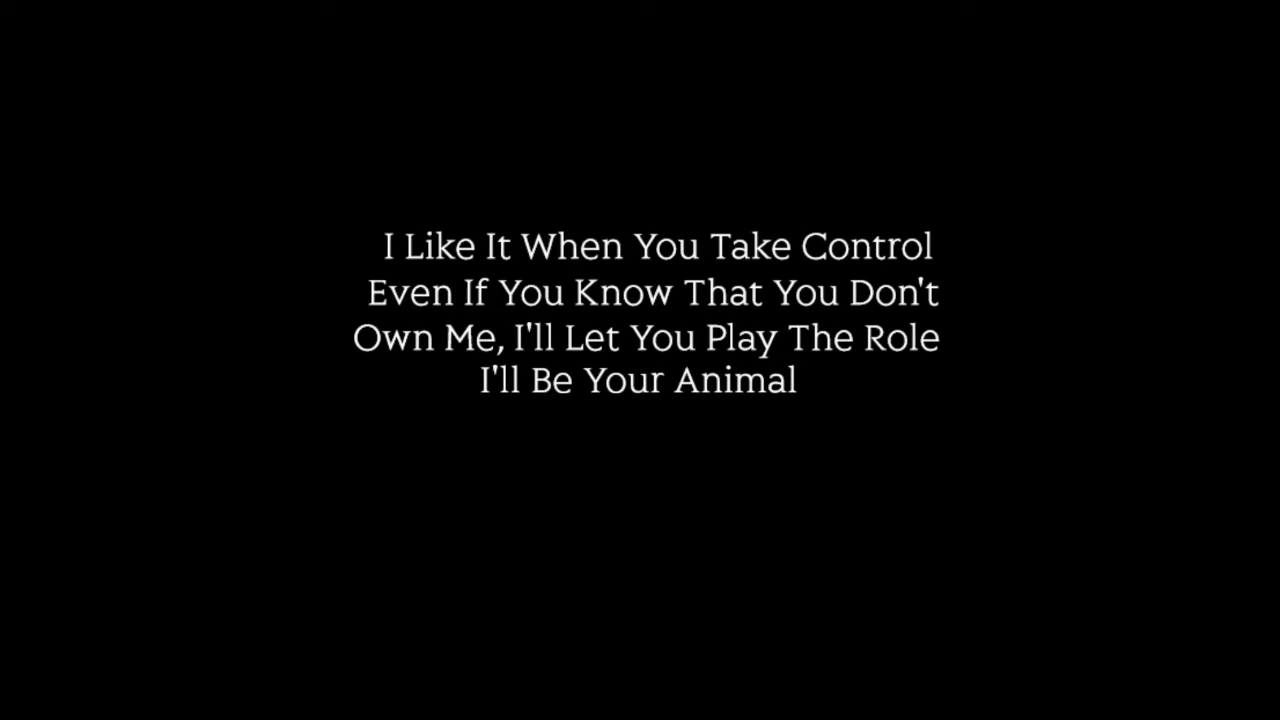 I Like It When You Take Control
Even If You Know That You Don't
Own Me, I'll Let You Play The Role
I'll Be Your Animal